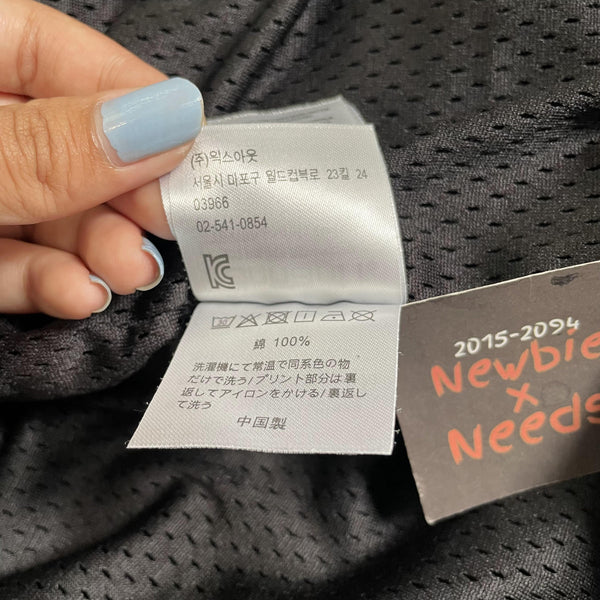 (주)웍스아웃
서울시 마포구 월드컵북로 23길 24
03966
02-541-0854
綿 100%
洗濯機にて常温で同系色の物
だけで洗う/プリント部分は裏
返してアイロンをかける/裏返し
て洗う
中国製
2015-2094
Newbie
x
Needs